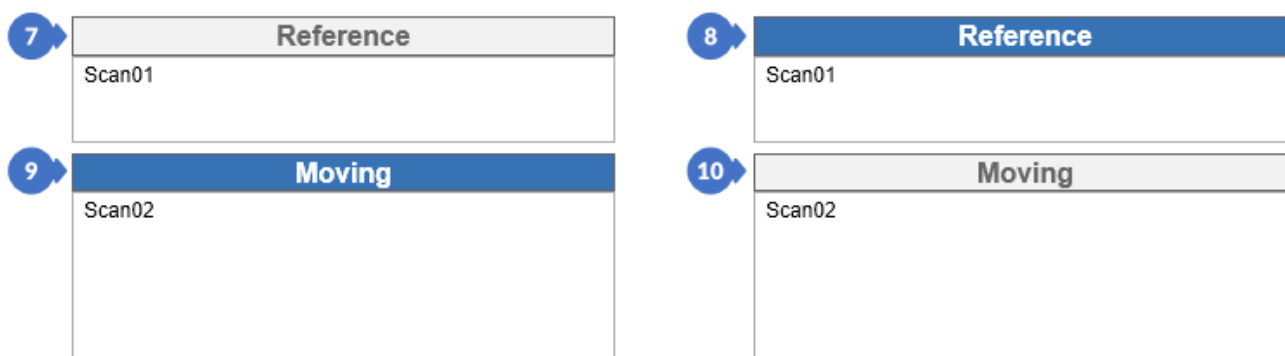 7 Reference
Scan01
9 Moving
Scan02
8 Reference
Scan01
10 Moving
Scan02